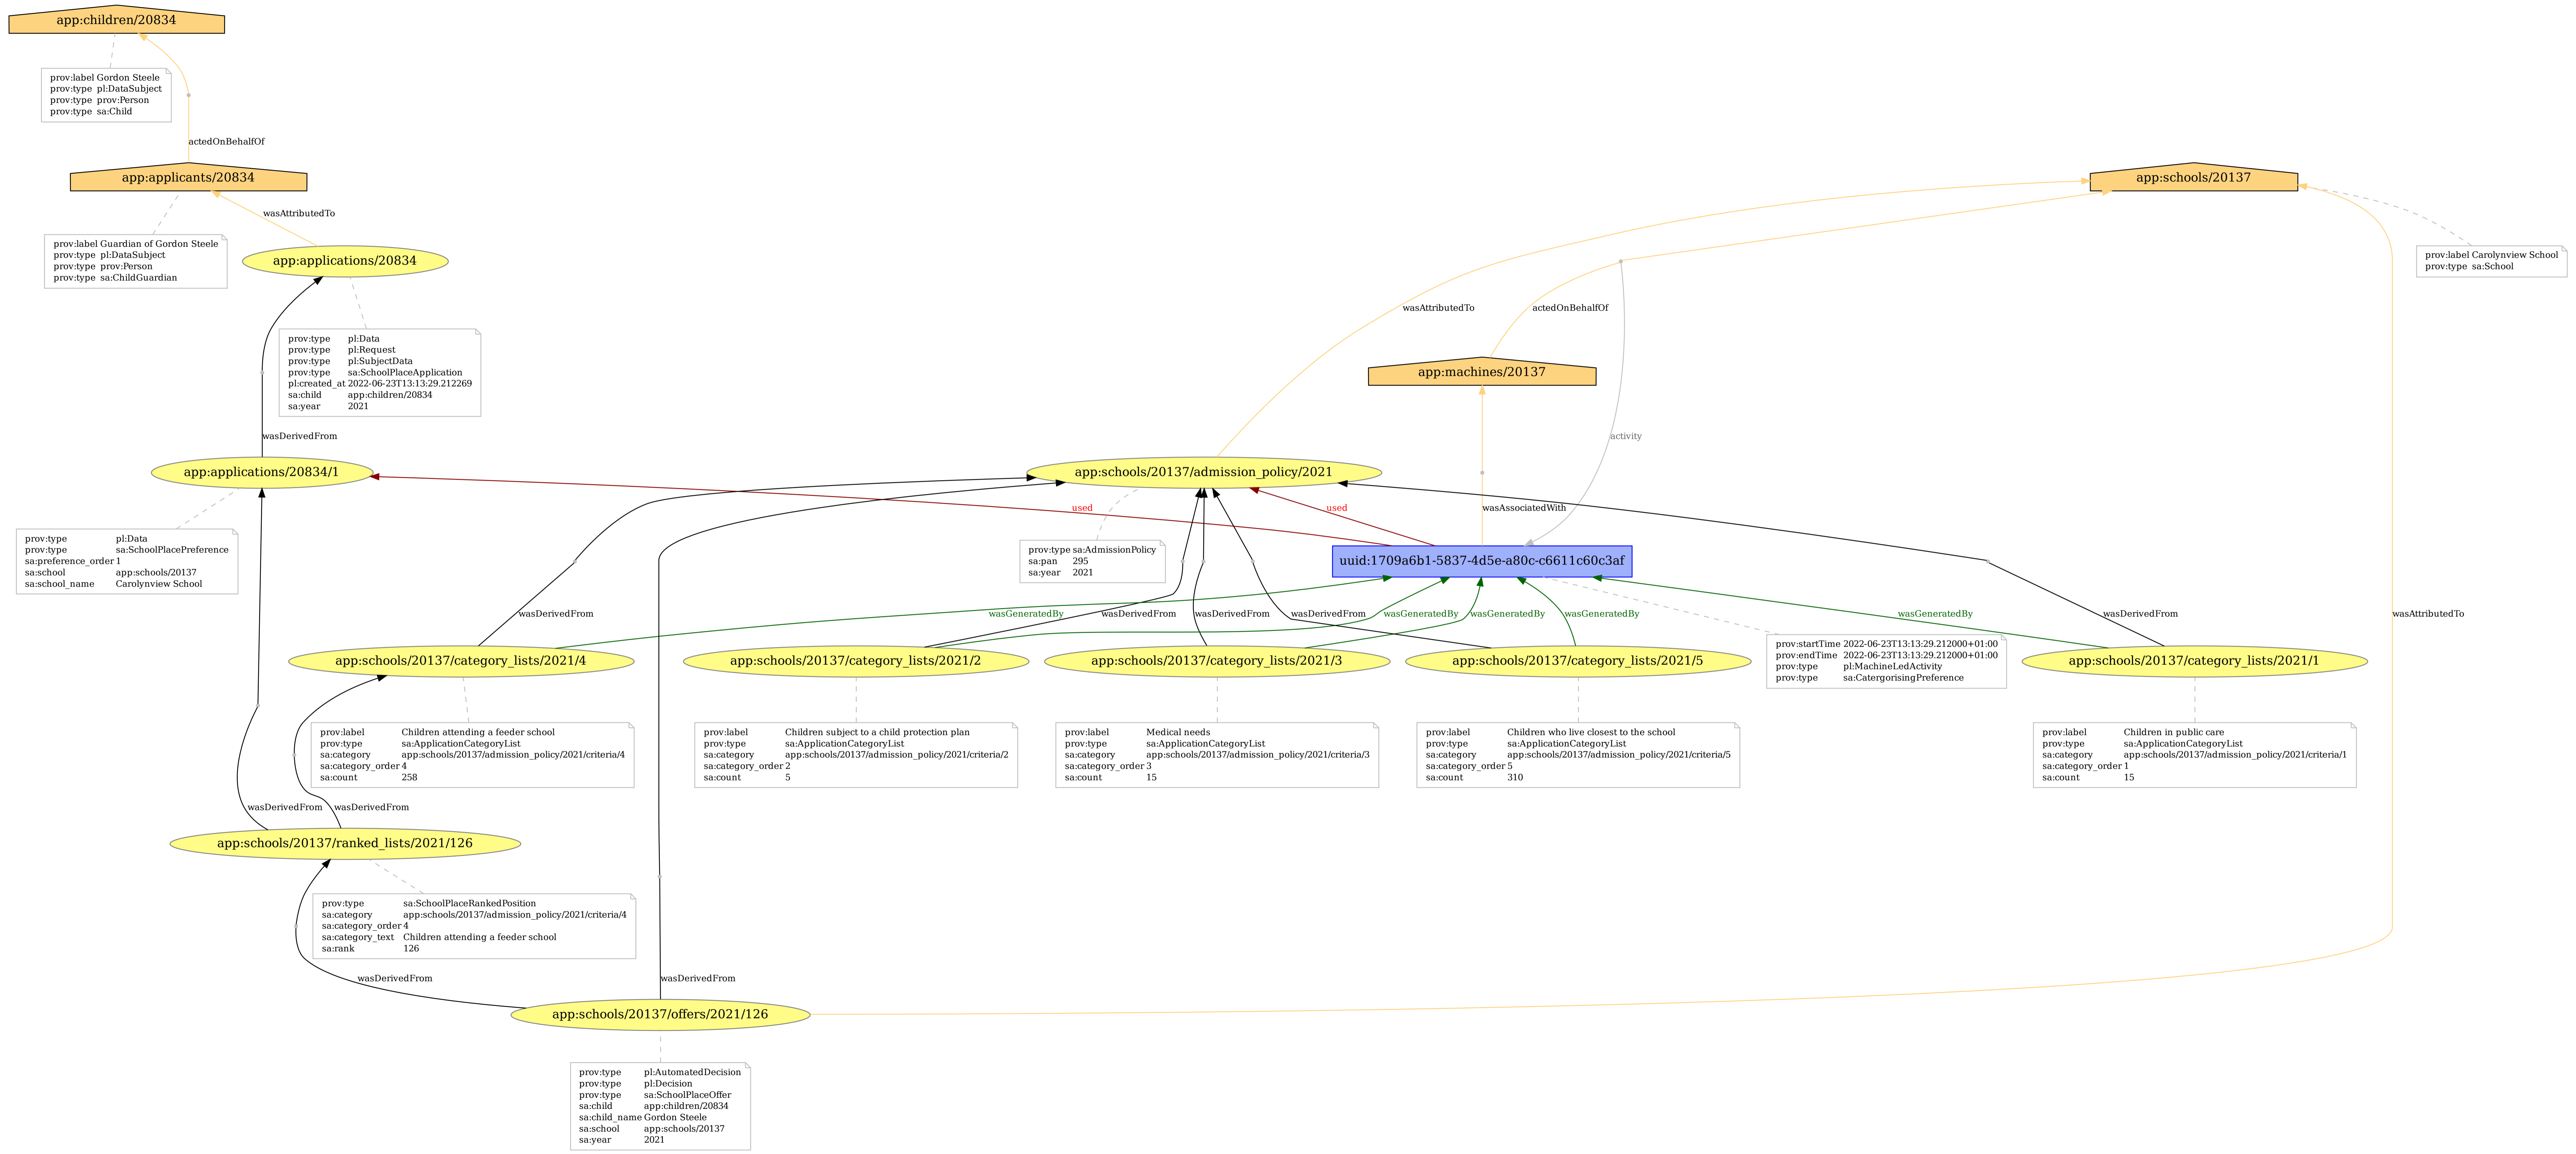 app:children/20834
prov:label Gordon Steele
prov:type pl:DataSubject
prov:type prov:Person
prov:type sa:Child
actedOnBehalfOf
app:applicants/20834
app:schools/20137
wasAttributedTo
prov:label Guardian of Gordon Steele
prov:type pl:DataSubject
prov:type prov:Person
prov:type sa:ChildGuardian
app:applications/20834
prov:label Carolynview School
prov:type sa:School
wasAttributedTo
actedOnBehalfOf
prov:type pl:Data
prov:type pl:Request
prov:type pl:SubjectData
prov:type sa:SchoolPlaceApplication
pl:created_at 2022-06-23T13:13:29.212269
sa:child app:children/20834
sa:year 2021
app:machines/20137
wasDerivedFrom
activity
app:applications/20834/1
app:schools/20137/admission_policy/2021
used
used
wasAssociatedWith
prov:type pl:Data
prov:type sa:SchoolPlacePreference
sa:preference_order 1
sa:school app:schools/20137
sa:school_name Carolynview School
prov:type sa:AdmissionPolicy
sa:pan 295
sa:year 2021
uuid:1709a6b1-5837-4d5e-a80c-c6611c60c3af
wasDerivedFrom
wasGeneratedBy
wasDerivedFrom
wasDerivedFrom
wasDerivedFrom
wasGeneratedBy
wasGeneratedBy
wasGeneratedBy
wasGeneratedBy
wasDerivedFrom
wasAttributedTo
app:schools/20137/category_lists/2021/4
app:schools/20137/category_lists/2021/2
app:schools/20137/category_lists/2021/3
app:schools/20137/category_lists/2021/5
prov:startTime 2022-06-23T13:13:29.212000+01:00
prov:endTime 2022-06-23T13:13:29.212000+01:00
prov:type pl:MachineLedActivity
prov:type sa:CatergorisingPreference
app:schools/20137/category_lists/2021/1
prov:label Children attending a feeder school
prov:type sa:ApplicationCategoryList
sa:category app:schools/20137/admission_policy/2021/criteria/4
sa:category_order 4
sa:count 258
prov:label Children subject to a child protection plan
prov:type sa:ApplicationCategoryList
sa:category app:schools/20137/admission_policy/2021/criteria/2
sa:category_order 2
sa:count 5
prov:label Medical needs
prov:type sa:ApplicationCategoryList
sa:category app:schools/20137/admission_policy/2021/criteria/3
sa:category_order 3
sa:count 15
prov:label Children who live closest to the school
prov:type sa:ApplicationCategoryList
sa:category app:schools/20137/admission_policy/2021/criteria/5
sa:category_order 5
sa:count 310
prov:label Children in public care
prov:type sa:ApplicationCategoryList
sa:category app:schools/20137/admission_policy/2021/criteria/1
sa:category_order 1
sa:count 15
wasDerivedFrom
wasDerivedFrom
app:schools/20137/ranked_lists/2021/126
prov:type sa:SchoolPlaceRankedPosition
sa:category app:schools/20137/admission_policy/2021/criteria/4
sa:category_order 4
sa:category_text Children attending a feeder school
sa:rank 126
wasDerivedFrom
wasDerivedFrom
app:schools/20137/offers/2021/126
prov:type pl:AutomatedDecision
prov:type pl:Decision
prov:type sa:SchoolPlaceOffer
sa:child app:children/20834
sa:child_name Gordon Steele
sa:school app:schools/20137
sa:year 2021